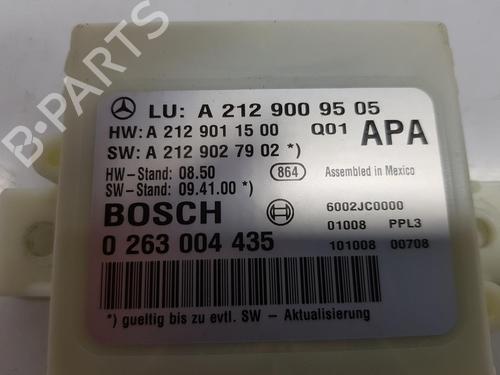 LU: A 212 900 95 05
HW: A 212 901 15 00 Q01 APA
SW: A 212 902 79 02 *)
HW-Stand: 08.50 864 Assembled in Mexico
SW-Stand: 09.41.00 *)
BOSCH 6002JC0000
0 263 004 435 01008 PPL3
101008 00708
*) gueltig bis zu evtl. SW - Aktualisierung
B-PARTS